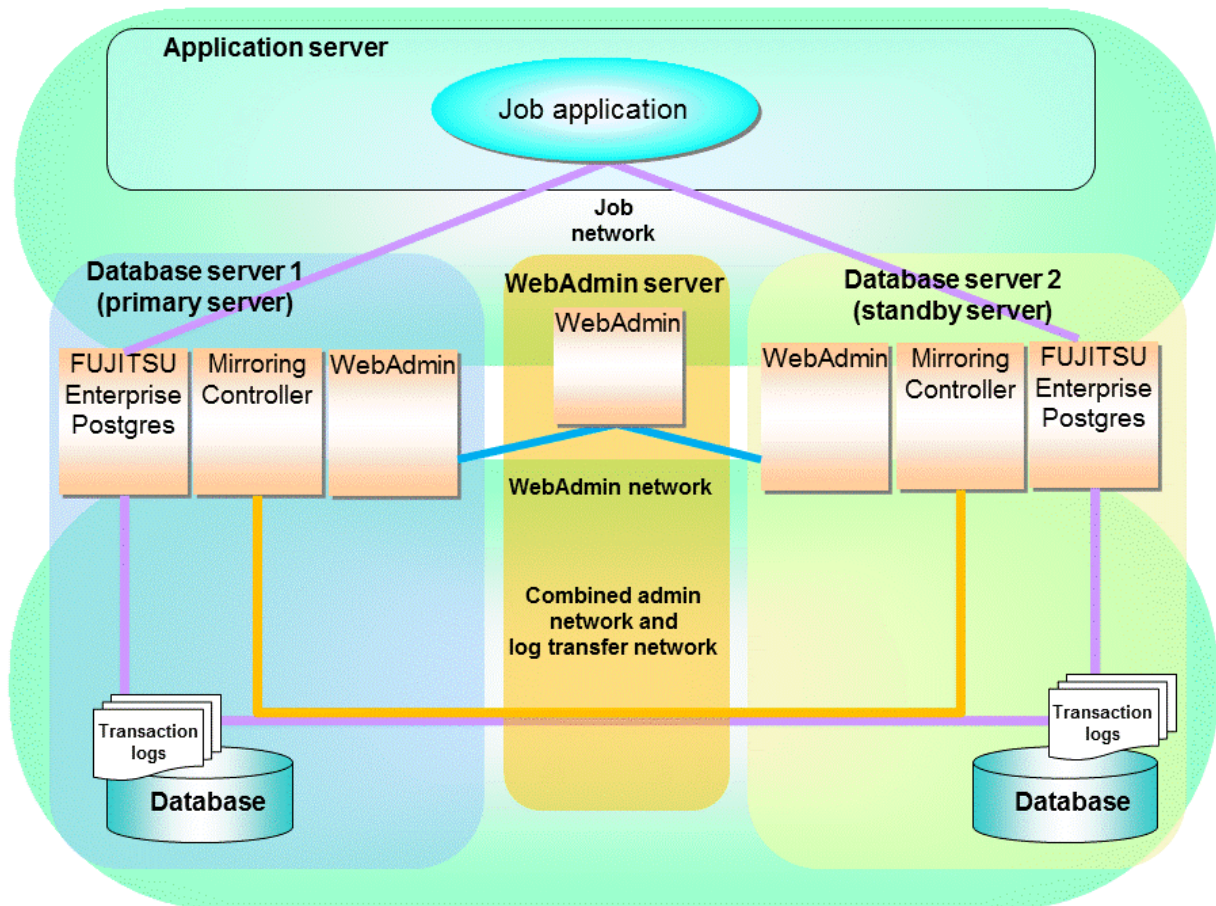 Application server
Job application
Job
network
Database server 1
(primary server)
WebAdmin server
Database server 2
(standby server)
WebAdmin
FUJITSU
Enterprise
Postgres
Mirroring
Controller
WebAdmin
WebAdmin
Mirroring
Controller
FUJITSU
Enterprise
Postgres
WebAdmin network
Combined admin
network and
log transfer network
Transaction
logs
Database
Transaction
logs
Database